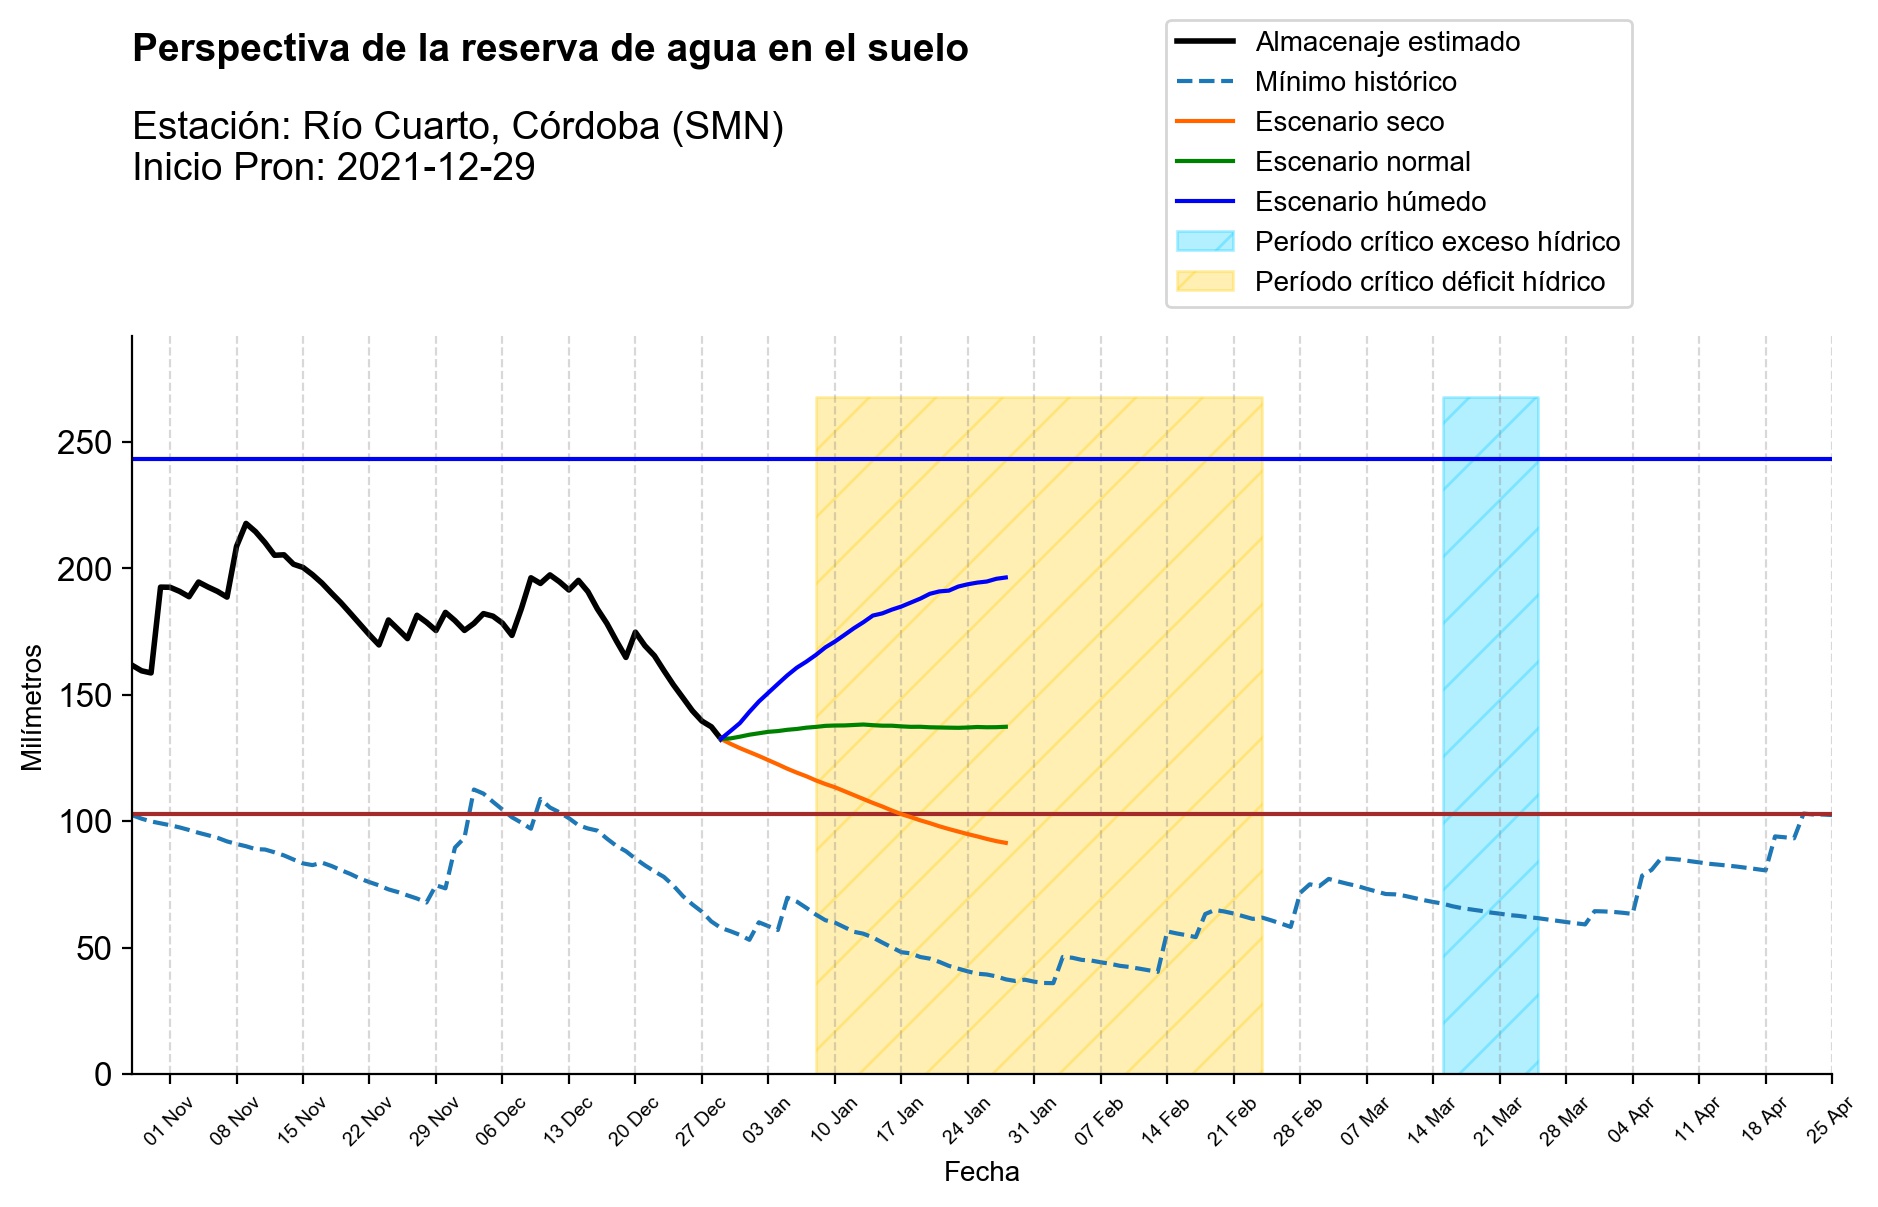 Perspectiva de la reserva de agua en el suelo
Estación: Río Cuarto, Córdoba (SMN)
Inicio Pron: 2021-12-29
Almacenaje estimado
Mínimo histórico
Escenario seco
Escenario normal
Escenario húmedo
Período crítico exceso hídrico
Período crítico déficit hídrico
250
200
150
100
50
0
Milímetros
01 Nov
08 Nov
15 Nov
22 Nov
29 Nov
06 Dec
13 Dec
20 Dec
27 Dec
03 Jan
10 Jan
17 Jan
24 Jan
31 Jan
07 Feb
14 Feb
21 Feb
28 Feb
07 Mar
14 Mar
21 Mar
28 Mar
04 Apr
11 Apr
18 Apr
25 Apr
Fecha